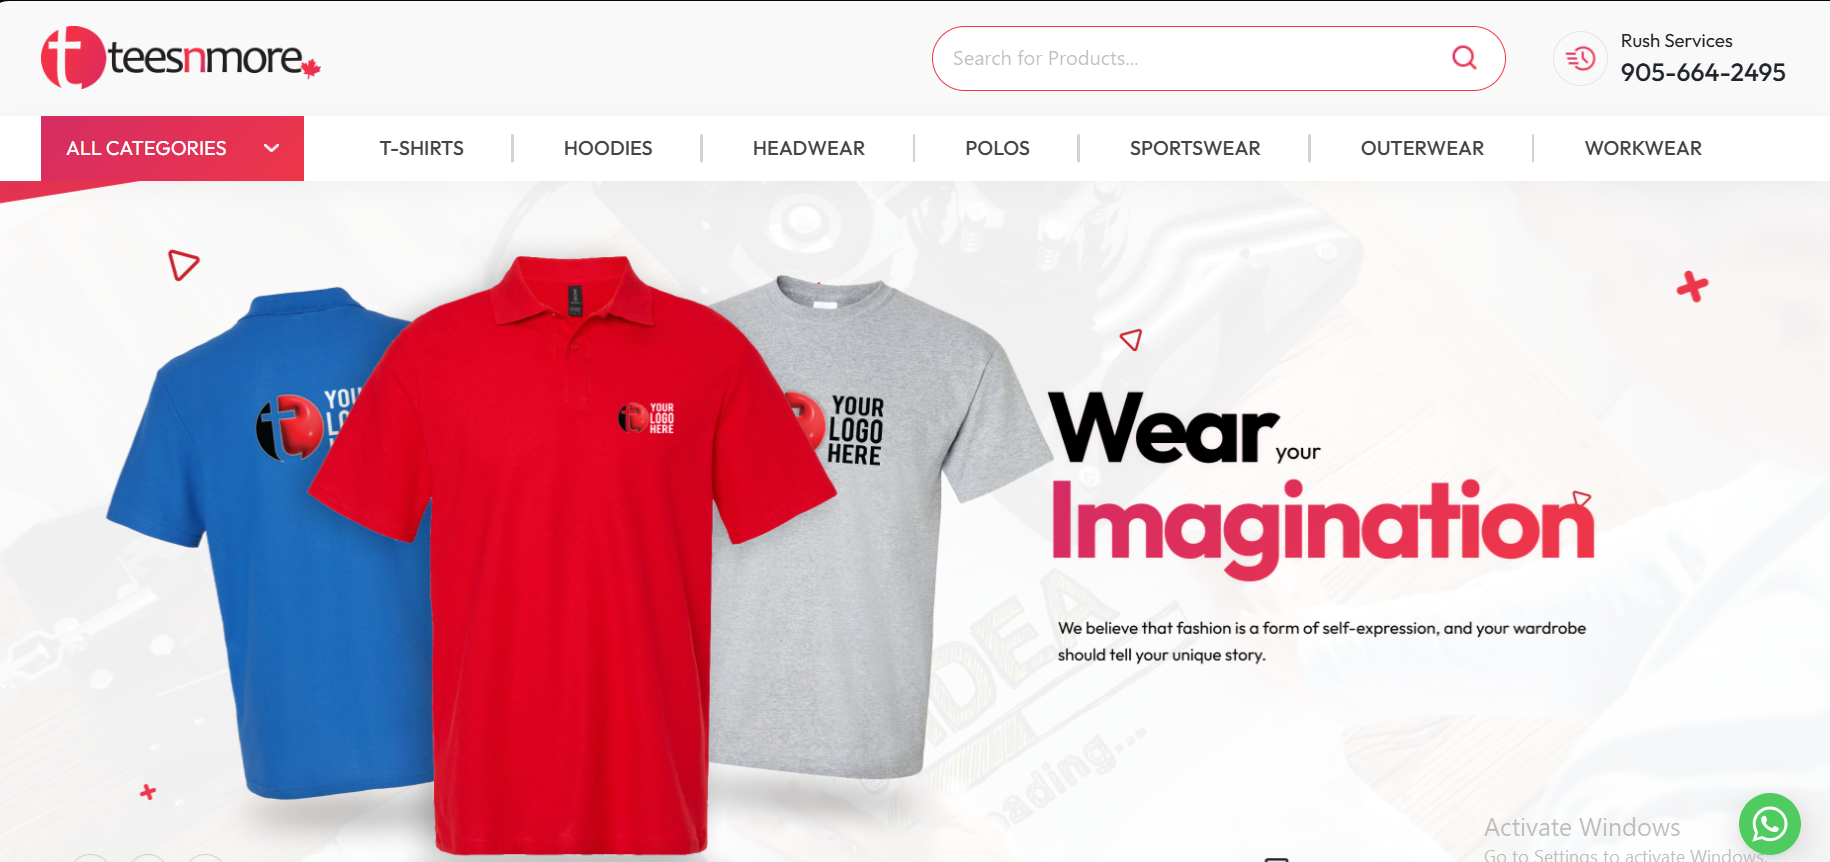 teesnmore
Search for Products...
Rush Services
905-664-2495
ALL CATEGORIES
T-SHIRTS
HOODIES
HEADWEAR
POLOS
SPORTSWEAR
OUTERWEAR
WORKWEAR
YOUR
LOGO
HERE
YOUR
LOGO
HERE
Wear your
Imagination
We believe that fashion is a form of self-expression, and your wardrobe
should tell your unique story.
IDEA
Activate Windows
Go to Settings to activate Windows.